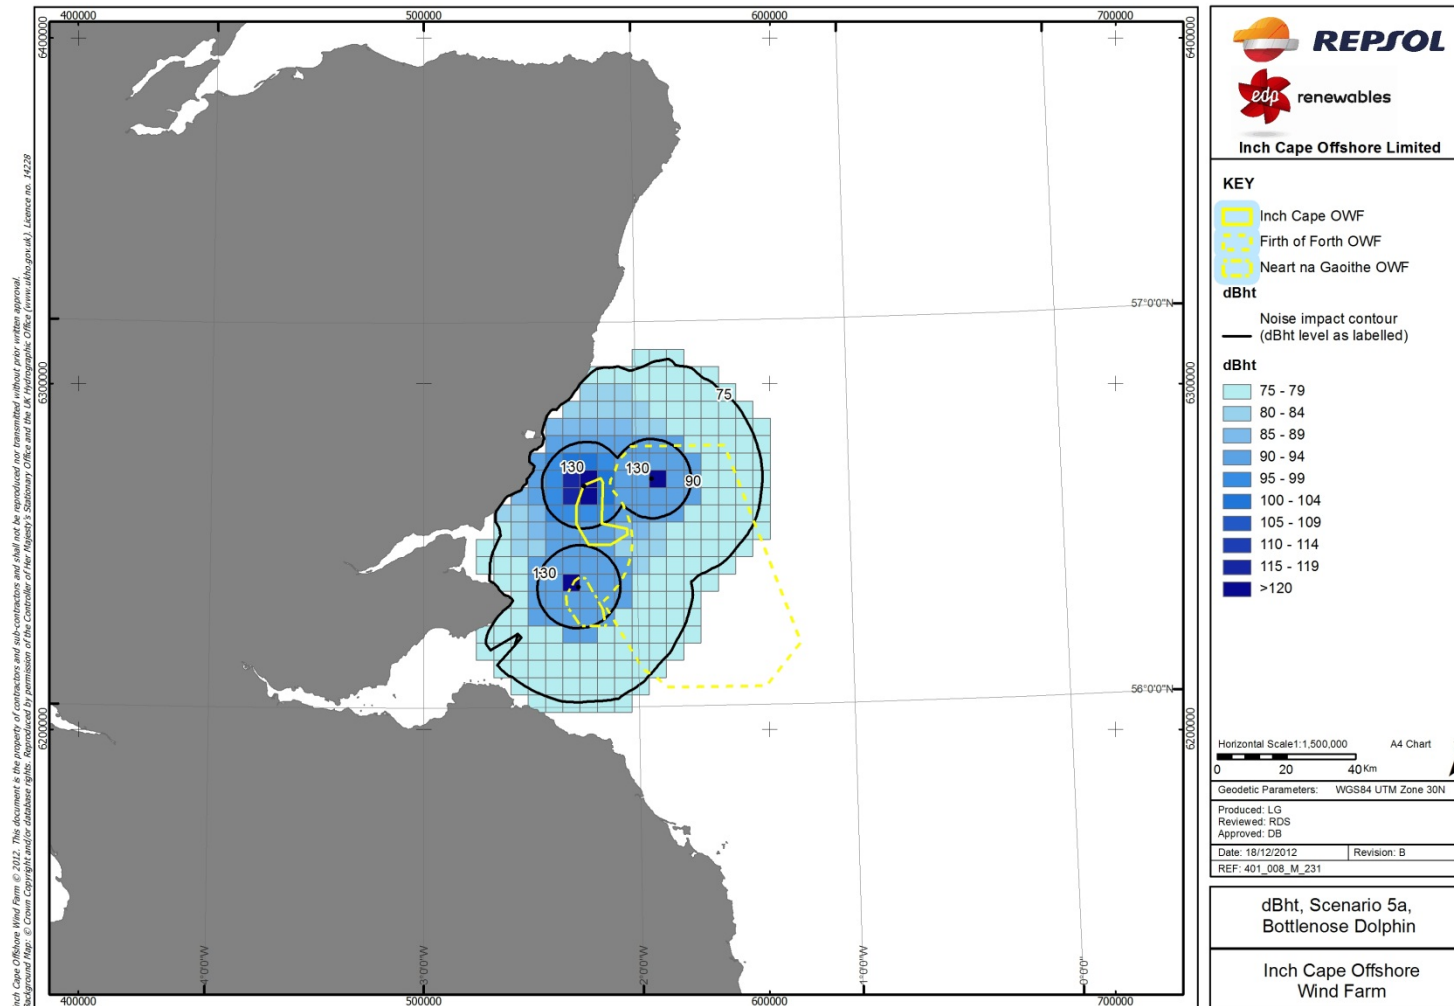 400000
500000
600000
700000
6400000
6400000
REPSOL
edp renewables
Inch Cape Offshore Limited
KEY
Inch Cape OWF
Firth of Forth OWF
Neart na Gaoithe OWF
dBht
Noise impact contour
(dBht level as labelled)
dBht
75 - 79
80 - 84
85 - 89
90 - 94
95 - 99
100 - 104
105 - 109
110 - 114
115 - 119
>120
57°0'0"N
6300000
6300000
75
130
130
90
130
56°0'0"N
6200000
6200000
4°0'0"W
3°0'0"W
2°0'0"W
1°0'0"W
0°0'0"
400000
500000
600000
700000
Inch Cape Offshore Wind Farm © 2012. This document is the property of contractors and sub-contractors and shall not be reproduced nor transmitted without prior written approval.
Background Map: © Crown Copyright and/or database rights. Reproduced by permission of the Controller of Her Majesty's Stationary Office and the UK Hydrographic Office (www.ukho.gov.uk). Licence no. 14228
Horizontal Scale1:1,500,000 A4 Chart
0 20 40 Km
Geodetic Parameters: WGS84 UTM Zone 30N
Produced: LG
Reviewed: RDS
Approved: DB
Date: 18/12/2012 Revision: B
REF: 401_008_M_231
dBht, Scenario 5a,
Bottlenose Dolphin
Inch Cape Offshore
Wind Farm